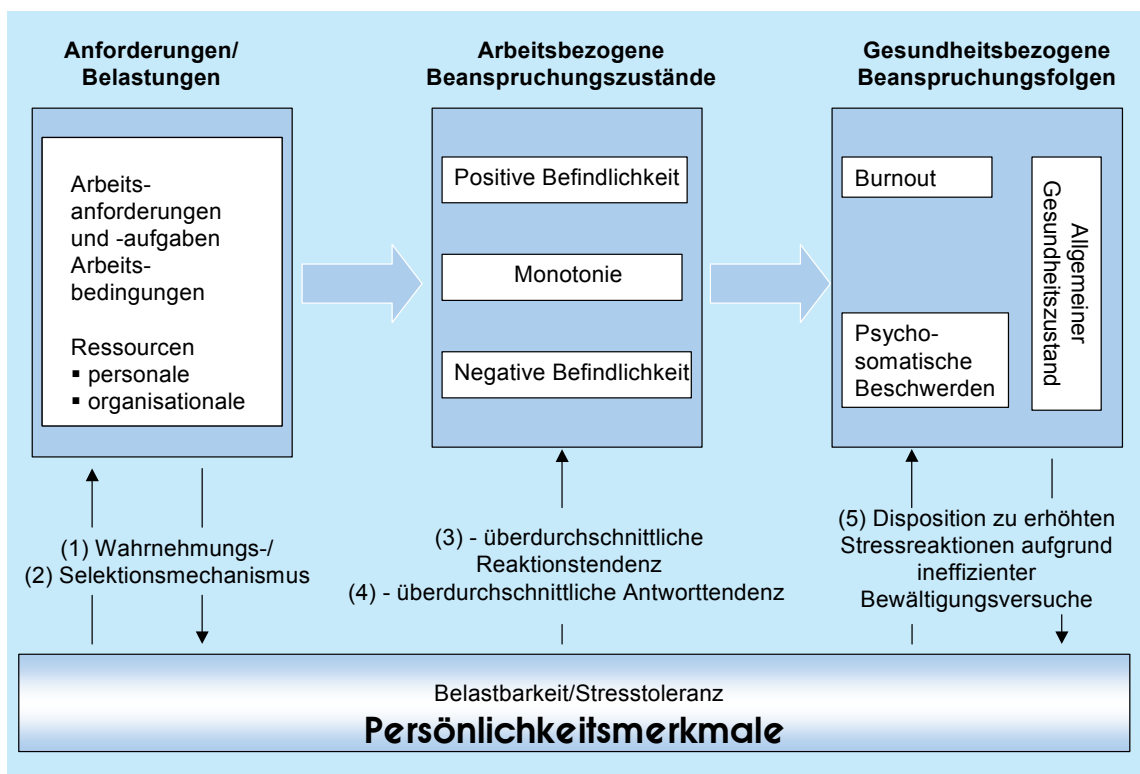 Anforderungen/
Belastungen
Arbeits-
anforderungen
und -aufgaben
Arbeits-
bedingungen
Ressourcen
▪ personale
▪ organisationale
Arbeitsbezogene
Beanspruchungszustände
Positive Befindlichkeit
Monotonie
Negative Befindlichkeit
Gesundheitsbezogene
Beanspruchungsfolgen
Burnout
Psycho-
somatische
Beschwerden
Allgemeiner
Gesundheitszustand
(1) Wahrnehmungs-/
(2) Selektionsmechanismus
(3) - überdurchschnittliche
Reaktionstendenz
(4) - überdurchschnittliche Antworttendenz
(5) Disposition zu erhöhten
Stressreaktionen aufgrund
ineffizienter
Bewältigungsversuche
Belastbarkeit/Stresstoleranz
Persönlichkeitsmerkmale